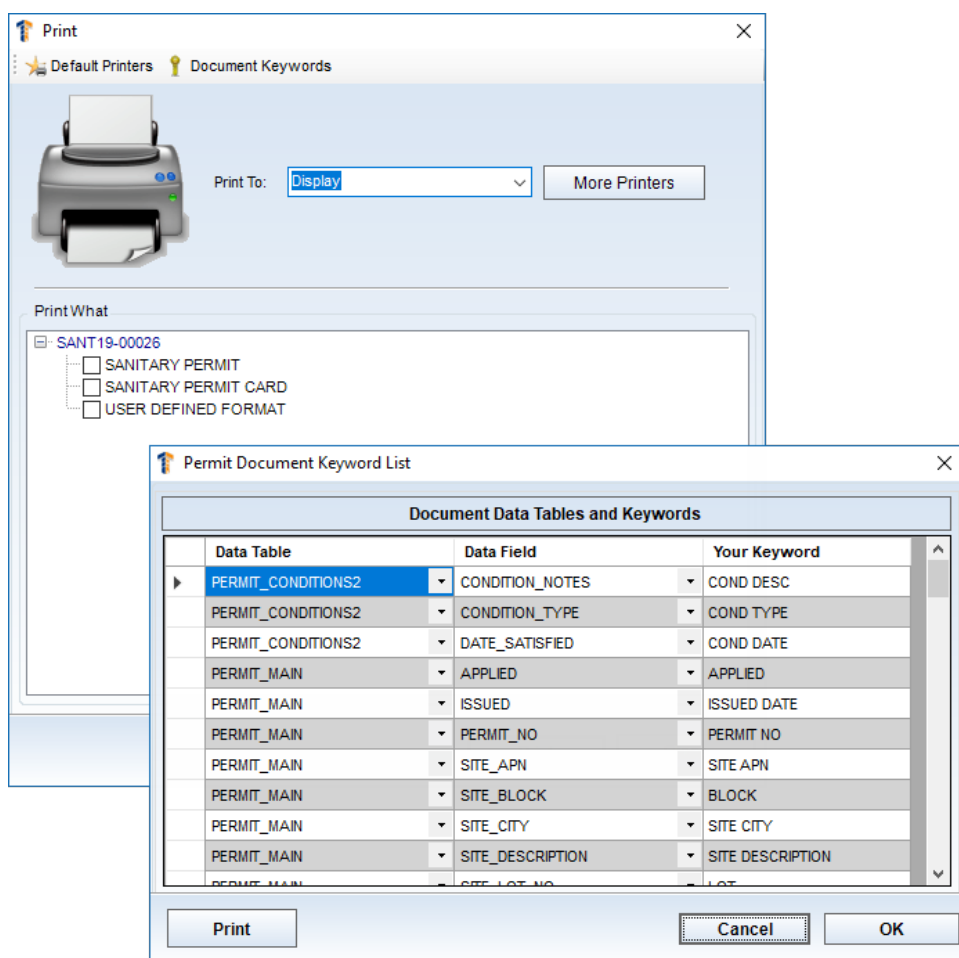 Print
Default Printers Document Keywords
Print To: Display More Printers
Print What
SANT19-00026
SANITARY PERMIT
SANITARY PERMIT CARD
USER DEFINED FORMAT
Permit Document Keyword List
Document Data Tables and Keywords
Data Table Data Field Your Keyword
PERMIT_CONDITIONS2 CONDITION_NOTES COND DESC
PERMIT_CONDITIONS2 CONDITION_TYPE COND TYPE
PERMIT_CONDITIONS2 DATE_SATISFIED COND DATE
PERMIT_MAIN APPLIED APPLIED
PERMIT_MAIN ISSUED ISSUED DATE
PERMIT_MAIN PERMIT_NO PERMIT NO
PERMIT_MAIN SITE_APN SITE APN
PERMIT_MAIN SITE_BLOCK BLOCK
PERMIT_MAIN SITE_CITY SITE CITY
PERMIT_MAIN SITE_DESCRIPTION SITE DESCRIPTION
PERMIT_MAIN SITE_LOT_NO LOT
Print Cancel OK